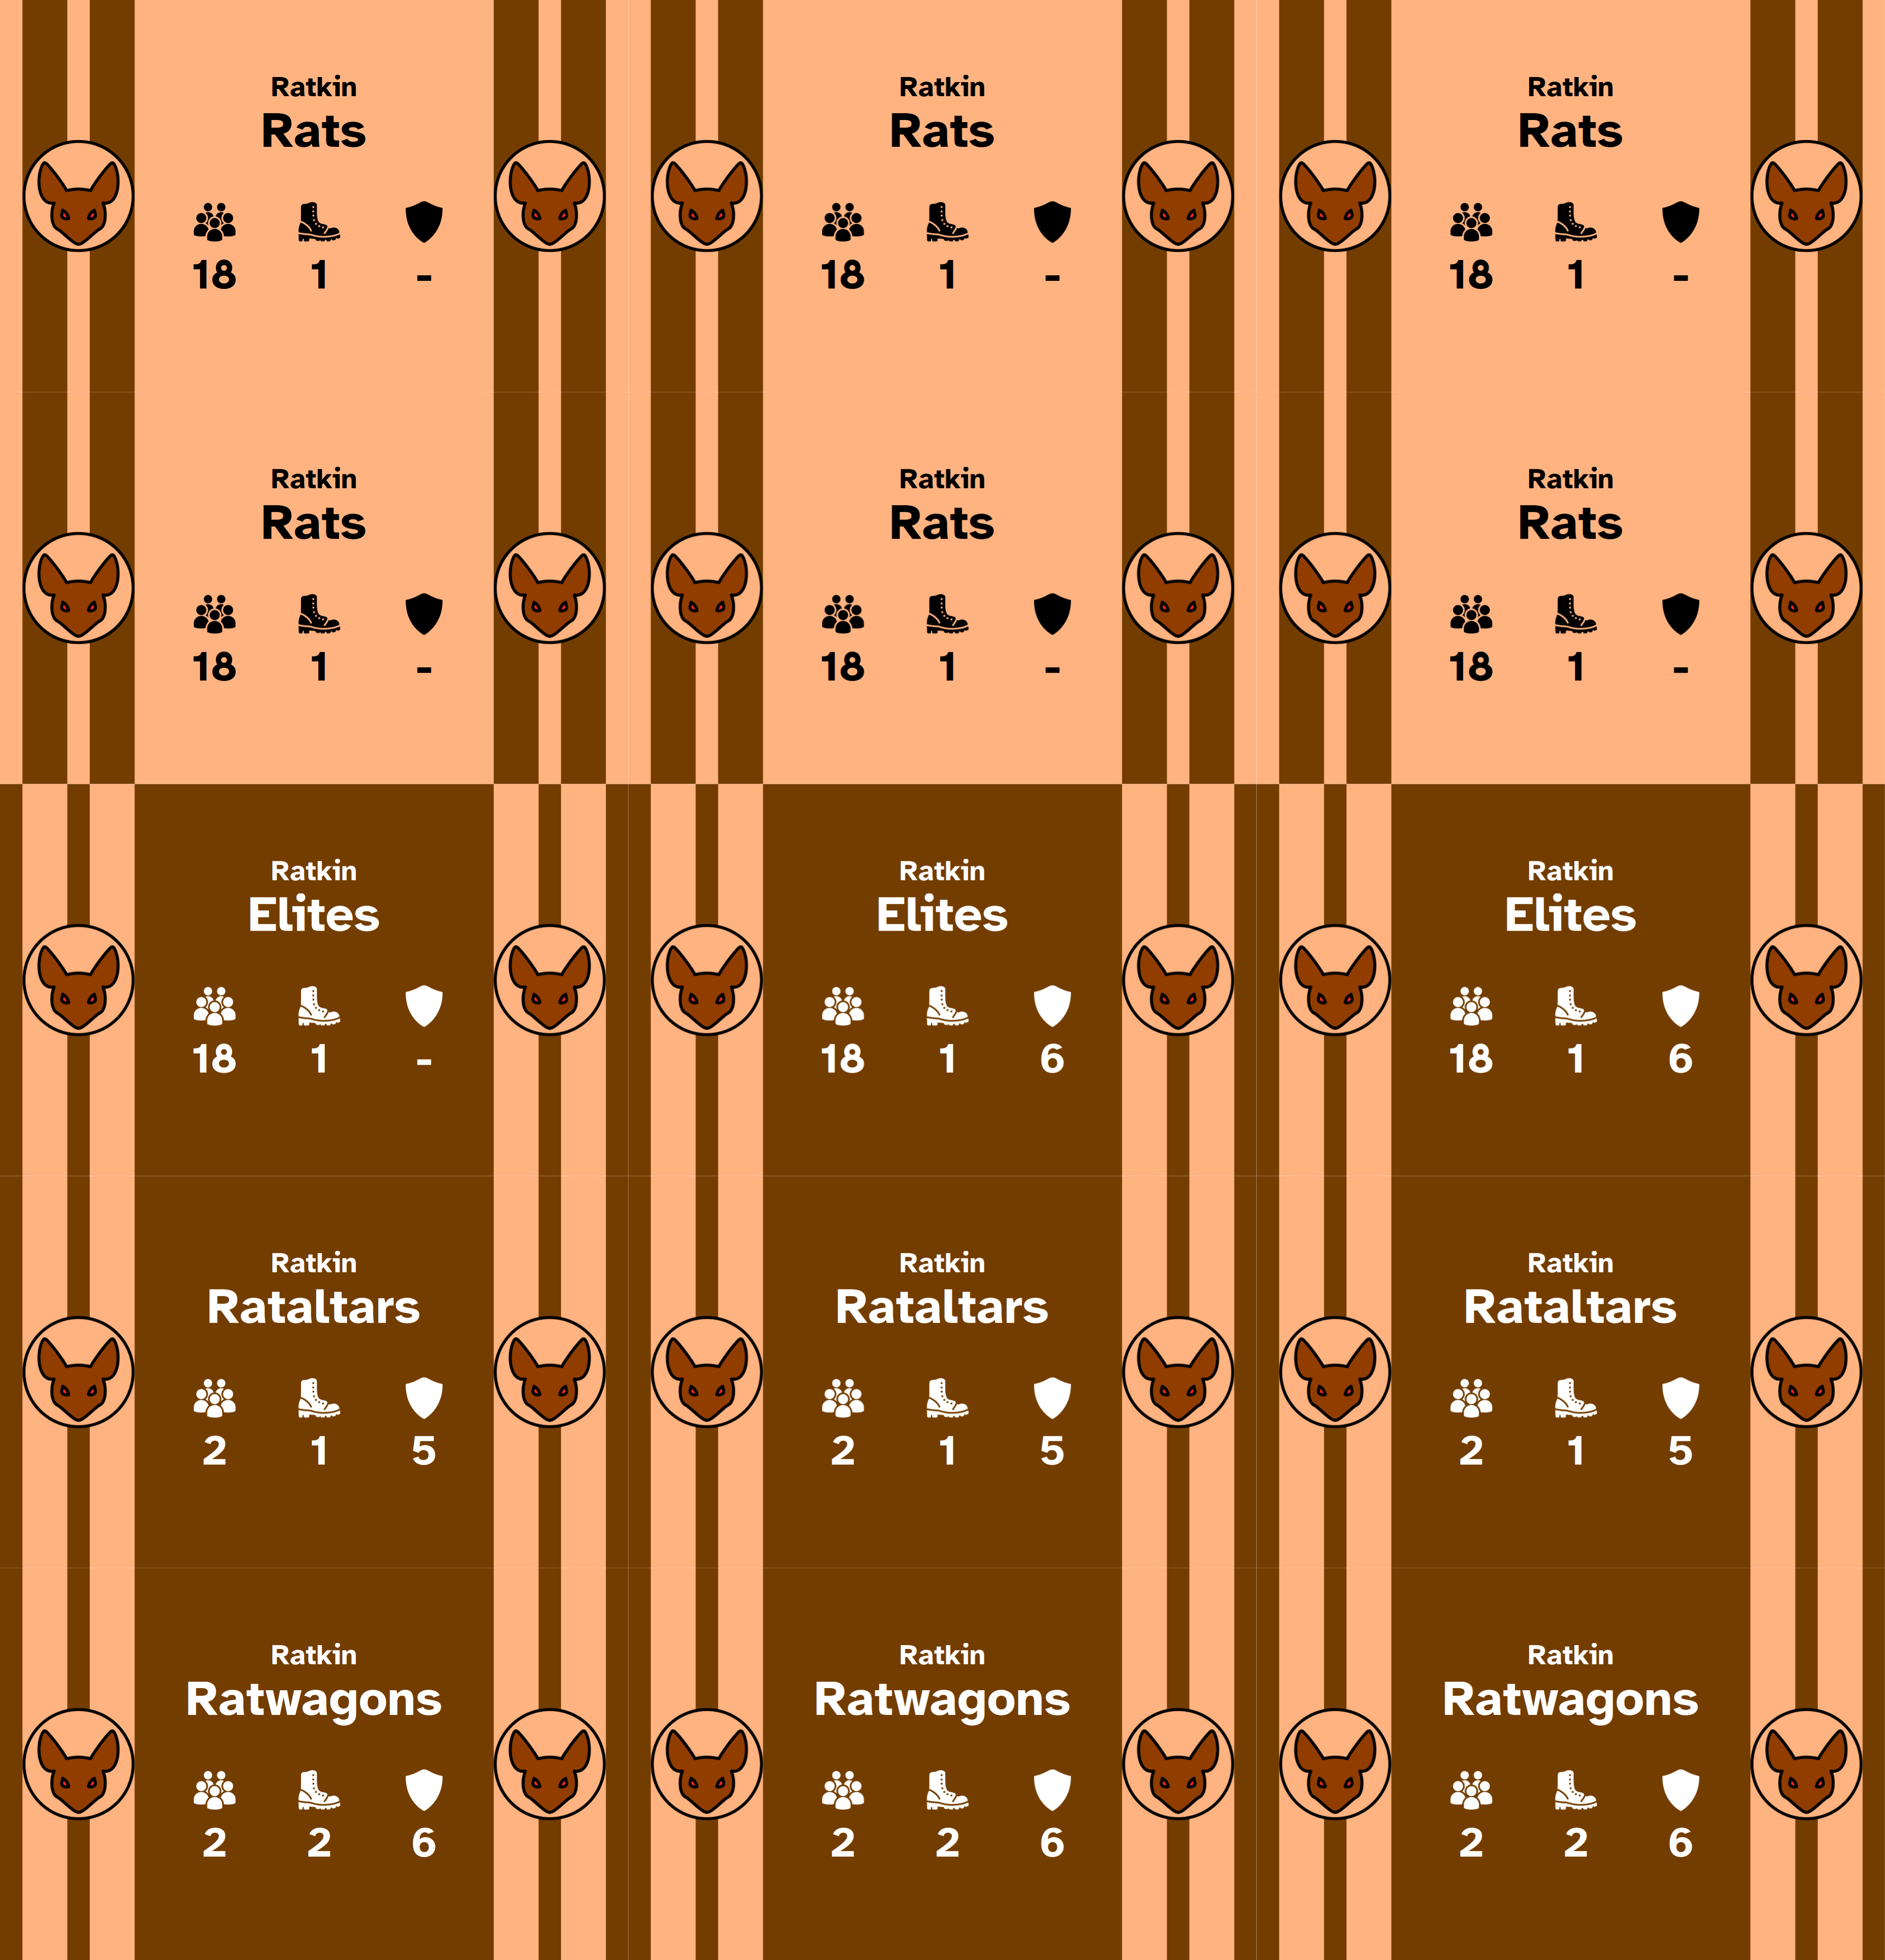 Ratkin Ratkin Ratkin
Rats Rats Rats
18 1 - 18 1 - 18 1 -
Ratkin Ratkin Ratkin
Rats Rats Rats
18 1 - 18 1 - 18 1 -
Ratkin Ratkin Ratkin
Elites Elites Elites
18 1 - 18 1 6 18 1 6
Ratkin Ratkin Ratkin
Rataltars Rataltars Rataltars
2 1 5 2 1 5 2 1 5
Ratkin Ratkin Ratkin
Ratwagons Ratwagons Ratwagons
2 2 6 2 2 6 2 2 6